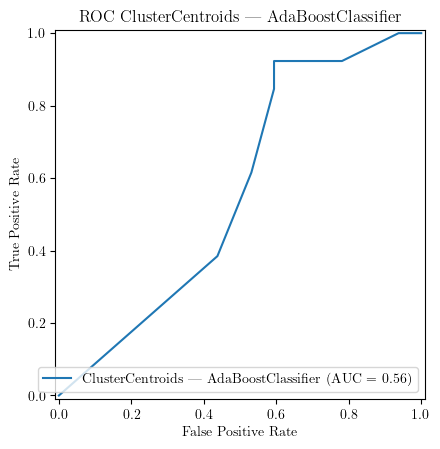 ROC ClusterCentroids — AdaBoostClassifier
1.0
0.8
0.6
0.4
0.2
0.0
True Positive Rate
ClusterCentroids — AdaBoostClassifier (AUC = 0.56)
0.0 0.2 0.4 0.6 0.8 1.0
False Positive Rate